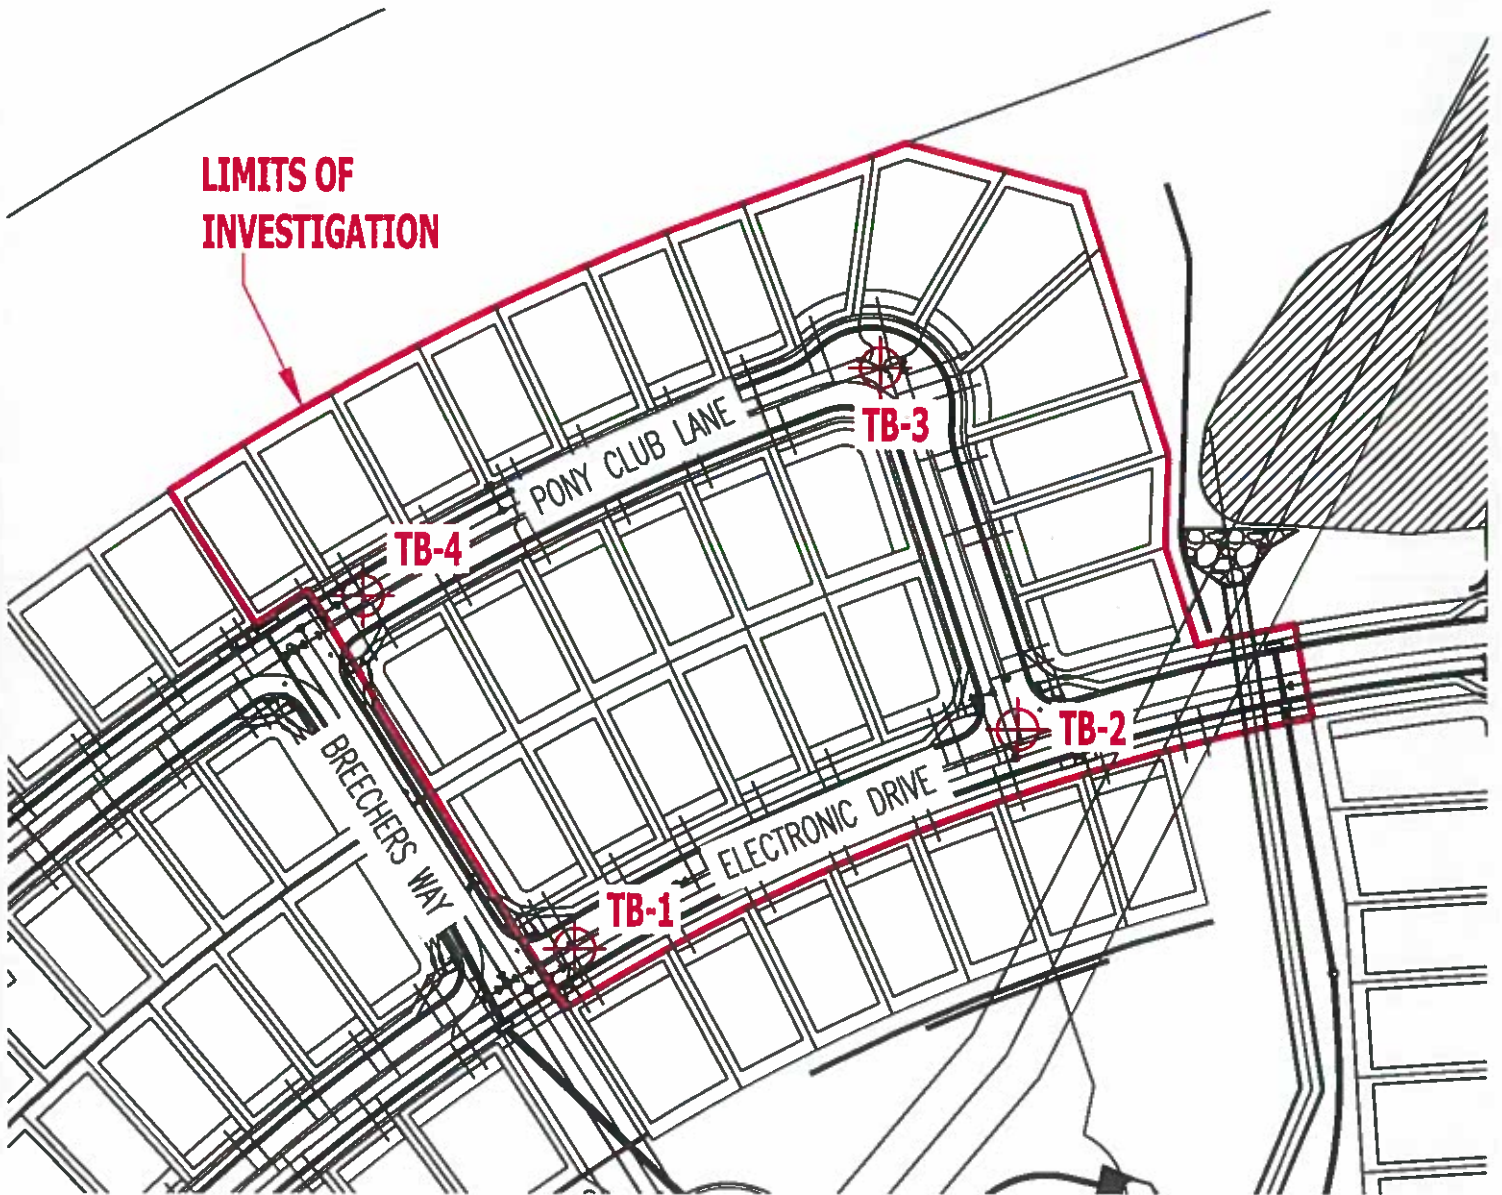 LIMITS OF
INVESTIGATION
PONY CLUB LANE
TB-3
TB-4
BREECHERS WAY
ELECTRONIC DRIVE
TB-2
TB-1